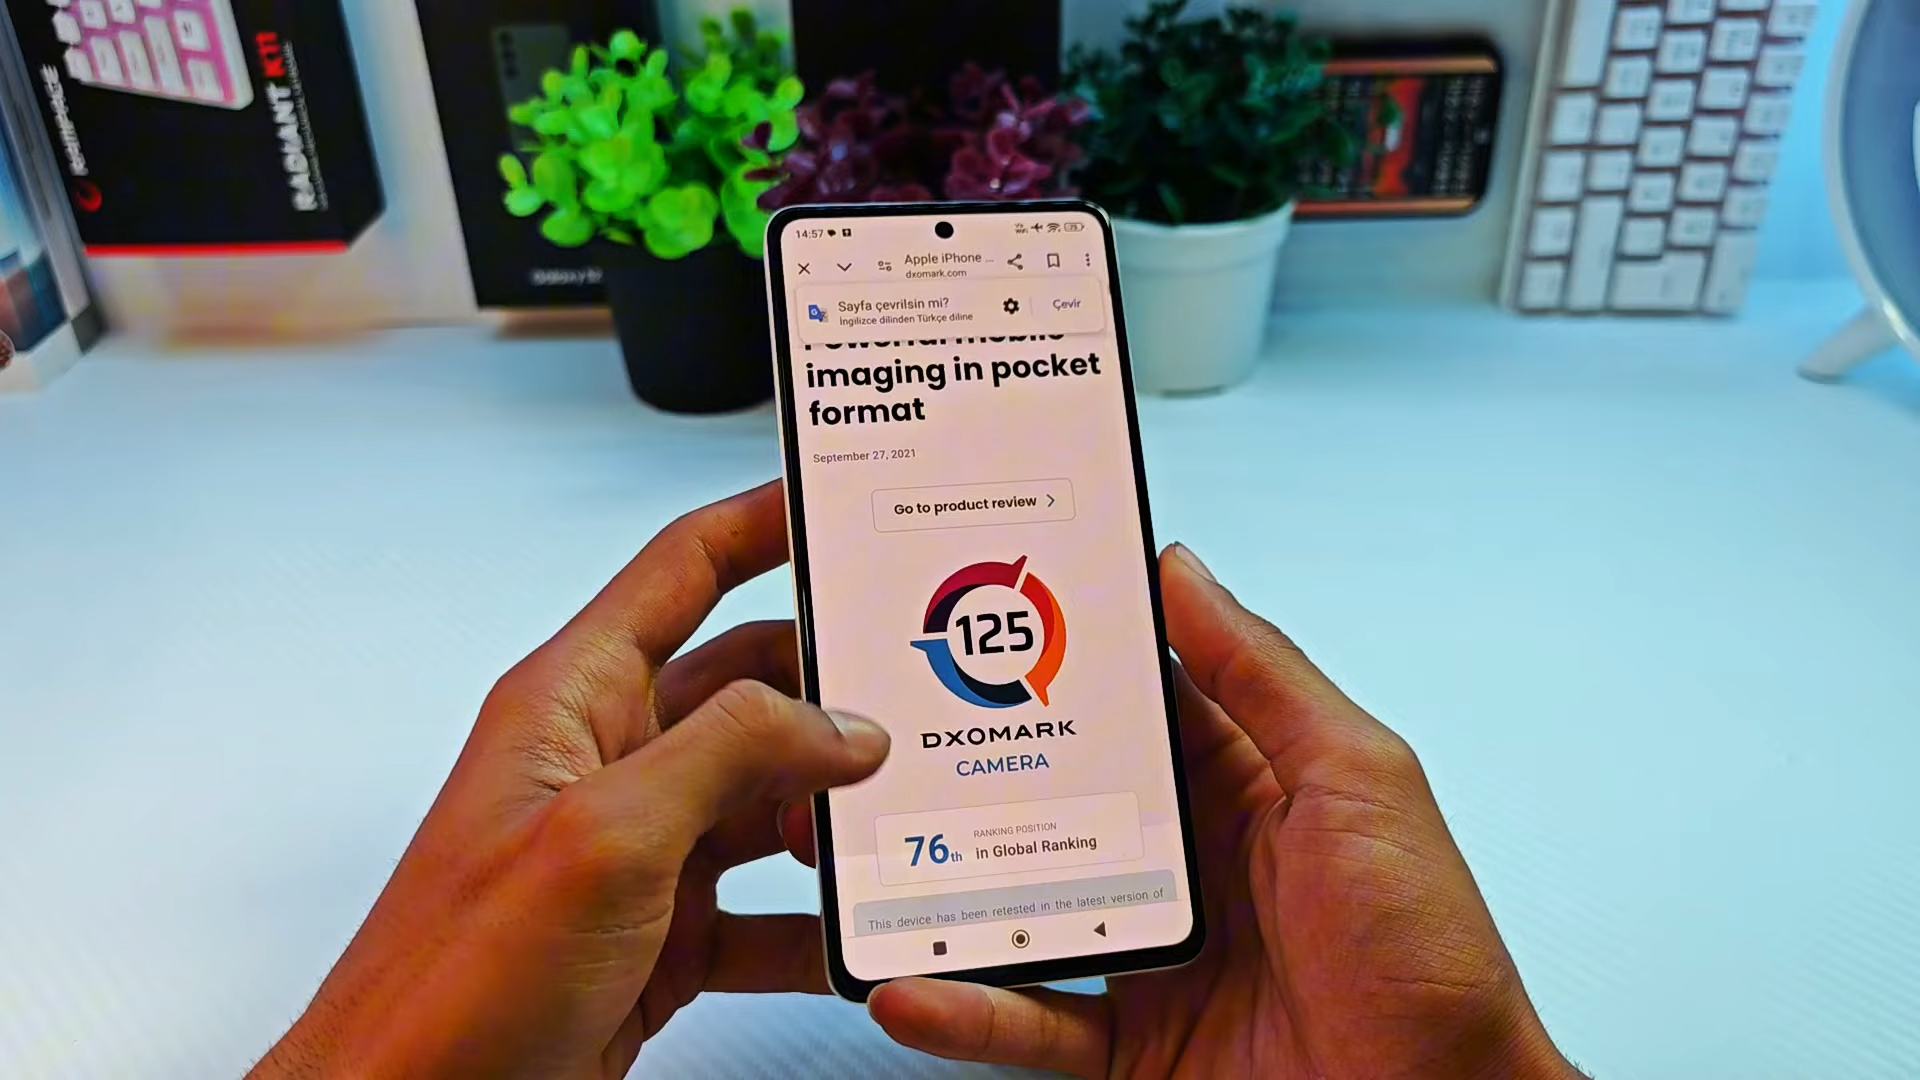 RADIANT K11
14:57
Apple iPhone ...
dxomark.com
Sayfa çevrilsin mi?
İngilizce dilinden Türkçe diline
Çevir
imaging in pocket
format
September 27, 2021
Go to product review
125
DXOMARK
CAMERA
76th
RANKING POSITION
in Global Ranking
This device has been retested in the latest version of